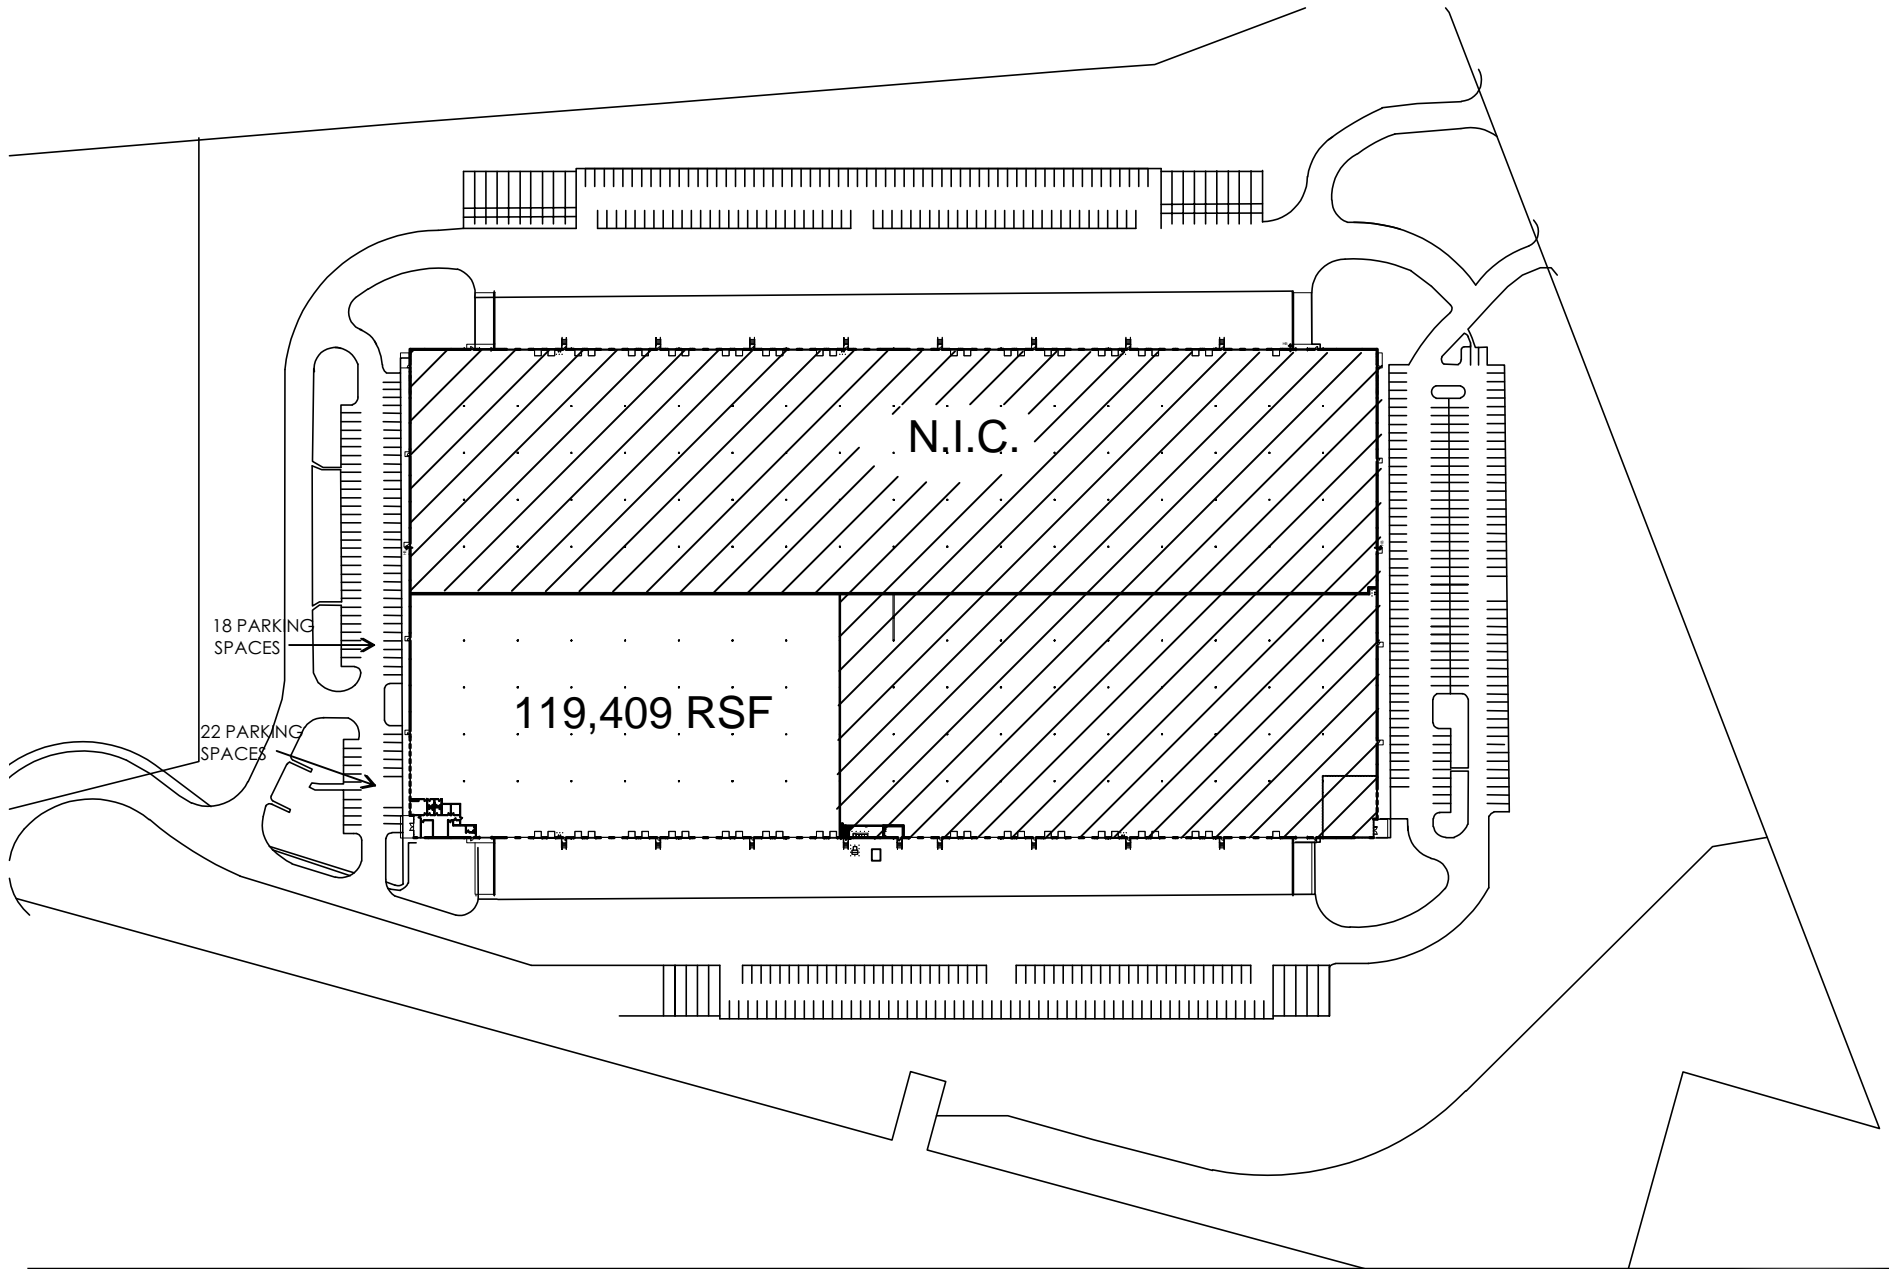 N.I.C.
18 PARKING
SPACES
119,409 RSF
22 PARKING
SPACES